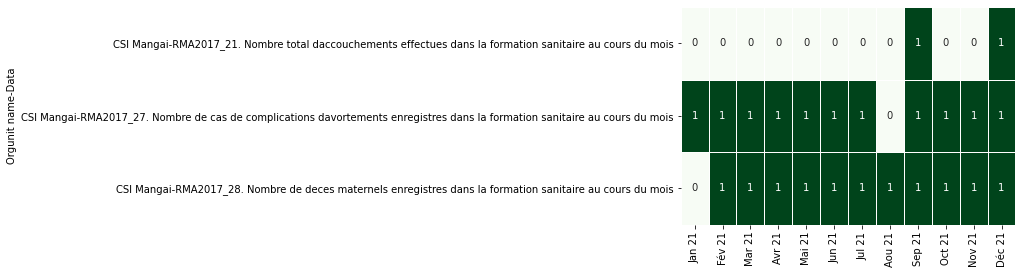 CSI Mangai-RMA2017_21. Nombre total daccouchements effectues dans la formation sanitaire au cours du mois
0 0 0 0 0 0 0 0 1 0 0 1
CSI Mangai-RMA2017_27. Nombre de cas de complications davortements enregistres dans la formation sanitaire au cours du mois
1 1 1 1 1 1 1 0 1 1 1 1
CSI Mangai-RMA2017_28. Nombre de deces maternels enregistres dans la formation sanitaire au cours du mois
0 1 1 1 1 1 1 1 1 1 1 1
Orgunit name-Data
Jan 21
Fév 21
Mar 21
Avr 21
Mai 21
Jun 21
Jul 21
Aou 21
Sep 21
Oct 21
Nov 21
Déc 21